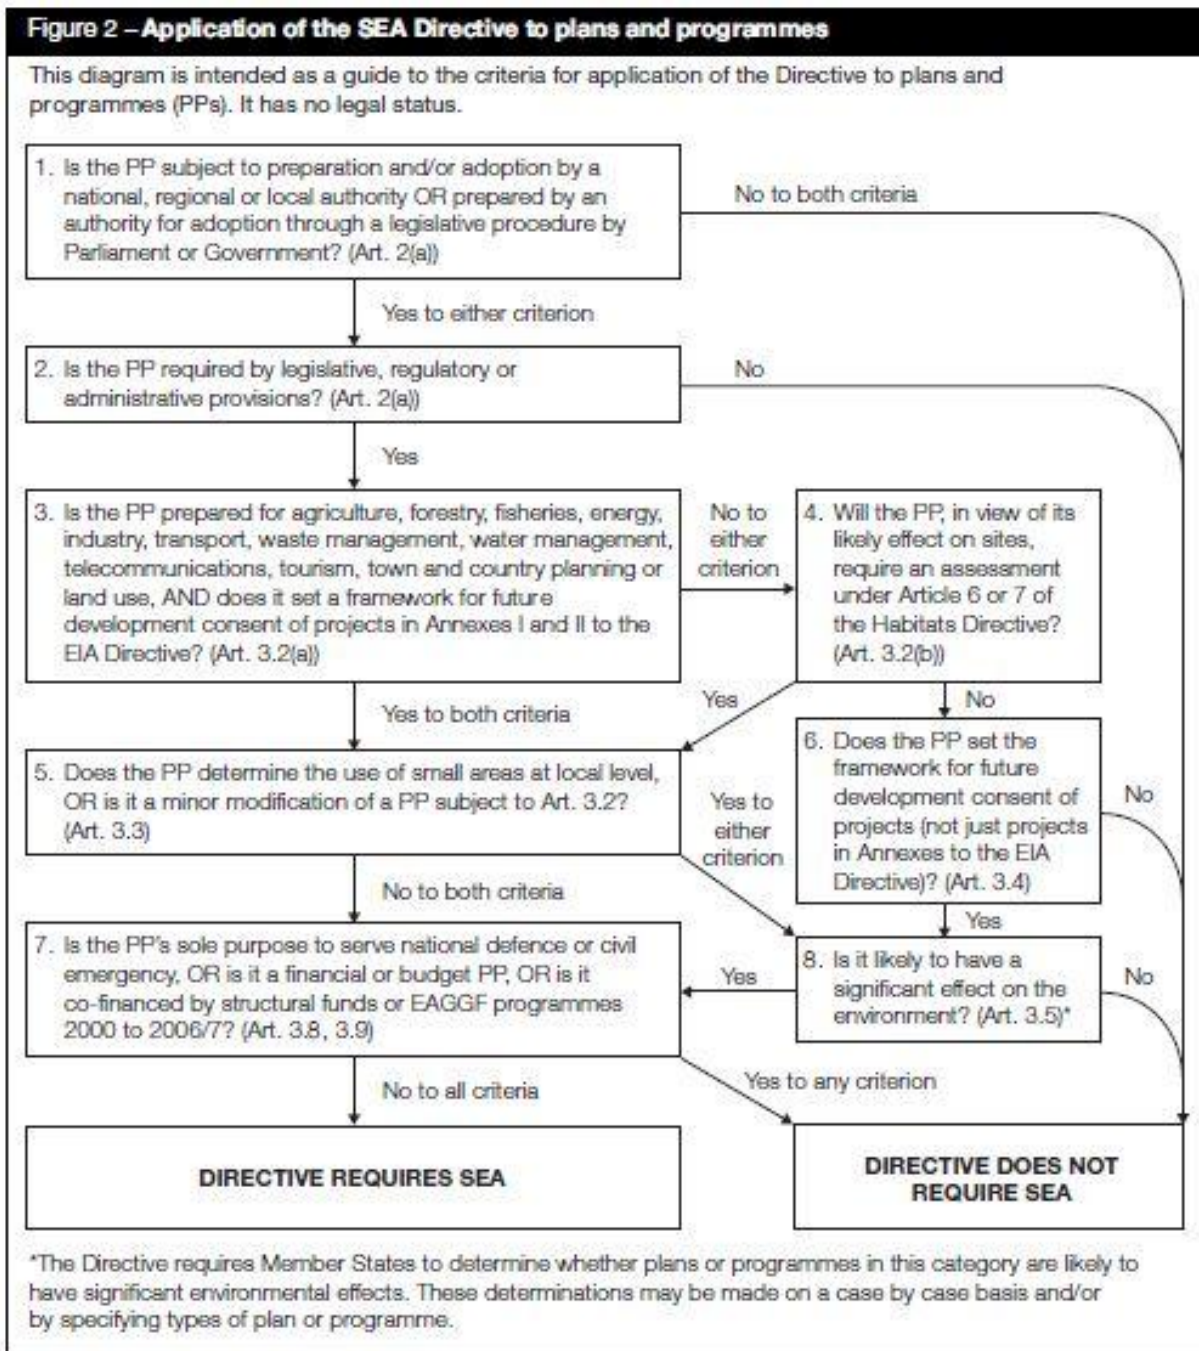 Figure 2 – Application of the SEA Directive to plans and programmes
This diagram is intended as a guide to the criteria for application of the Directive to plans and
programmes (PPs). It has no legal status.
1. Is the PP subject to preparation and/or adoption by a
national, regional or local authority OR prepared by an
authority for adoption through a legislative procedure by
Parliament or Government? (Art. 2(a))
No to both criteria
Yes to either criterion
2. Is the PP required by legislative, regulatory or
administrative provisions? (Art. 2(a))
No
Yes
3. Is the PP prepared for agriculture, forestry, fisheries, energy,
industry, transport, waste management, water management,
telecommunications, tourism, town and country planning or
land use, AND does it set a framework for future
development consent of projects in Annexes I and II to the
EIA Directive? (Art. 3.2(a))
No to
either
criterion
4. Will the PP, in view of its
likely effect on sites,
require an assessment
under Article 6 or 7 of
the Habitats Directive?
(Art. 3.2(b))
Yes to both criteria
Yes
No
5. Does the PP determine the use of small areas at local level,
OR is it a minor modification of a PP subject to Art. 3.2?
(Art. 3.3)
Yes to
either
criterion
6. Does the PP set the
framework for future
development consent of
projects (not just projects
in Annexes to the EIA
Directive)? (Art. 3.4)
No
No to both criteria
Yes
7. Is the PP's sole purpose to serve national defence or civil
emergency, OR is it a financial or budget PP, OR is it
co-financed by structural funds or EAGGF programmes
2000 to 2006/7? (Art. 3.8, 3.9)
Yes
8. Is it likely to have a
significant effect on the
environment? (Art. 3.5)*
No
No to all criteria
Yes to any criterion
DIRECTIVE REQUIRES SEA
DIRECTIVE DOES NOT
REQUIRE SEA
*The Directive requires Member States to determine whether plans or programmes in this category are likely to
have significant environmental effects. These determinations may be made on a case by case basis and/or
by specifying types of plan or programme.